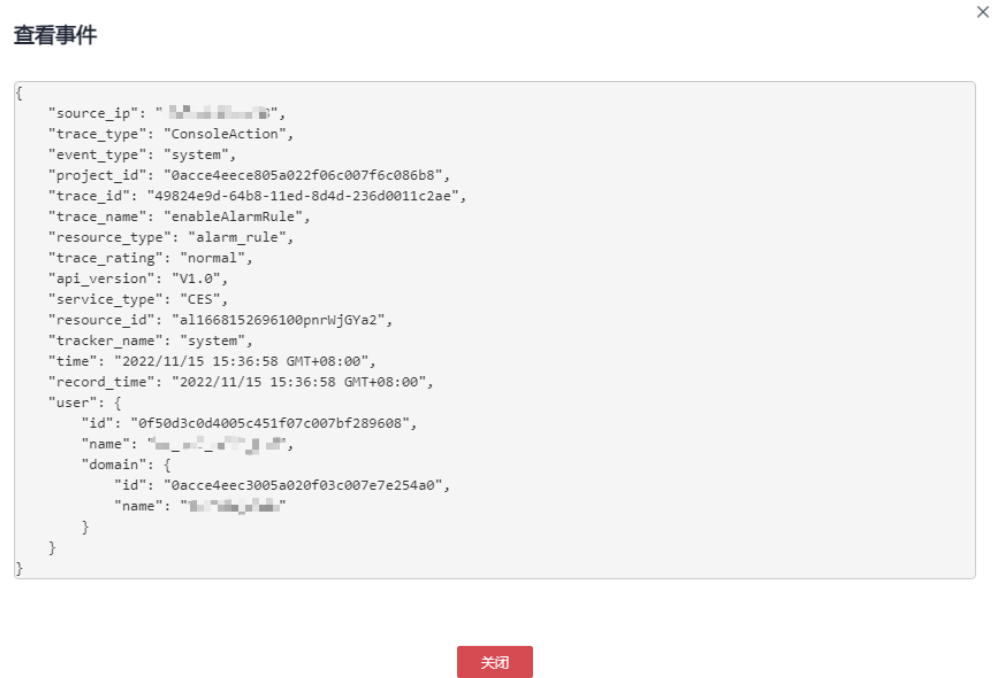 查看事件
{
"source_ip": "
",
"trace_type": "ConsoleAction",
"event_type": "system",
"project_id": "0acce4eece805a022f06c007f6c086b8",
"trace_id": "49824e9d-64b8-11ed-8d4d-236d0011c2ae",
"trace_name": "enableAlarmRule",
"resource_type": "alarm_rule",
"trace_rating": "normal",
"api_version": "V1.0",
"service_type": "CES",
"resource_id": "al1668152696100pnrWjGYa2",
"tracker_name": "system",
"time": "2022/11/15 15:36:58 GMT+08:00",
"record_time": "2022/11/15 15:36:58 GMT+08:00",
"user": {
"id": "0f50d3c0d4005c451f07c007bf289608",
"name": "
",
"domain": {
"id": "0acce4eec3005a020f03c007e7e254a0",
"name": "
"
}
}
}
关闭